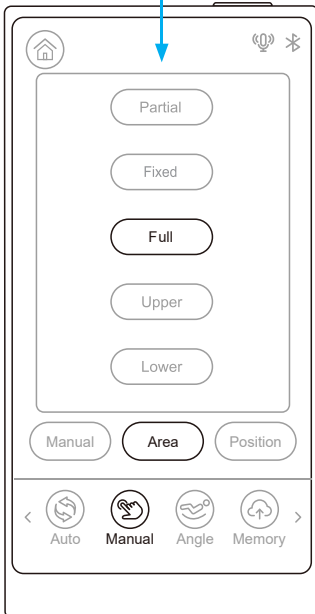 Partial
Fixed
Full
Upper
Lower
Manual Area Position
Auto Manual Angle Memory